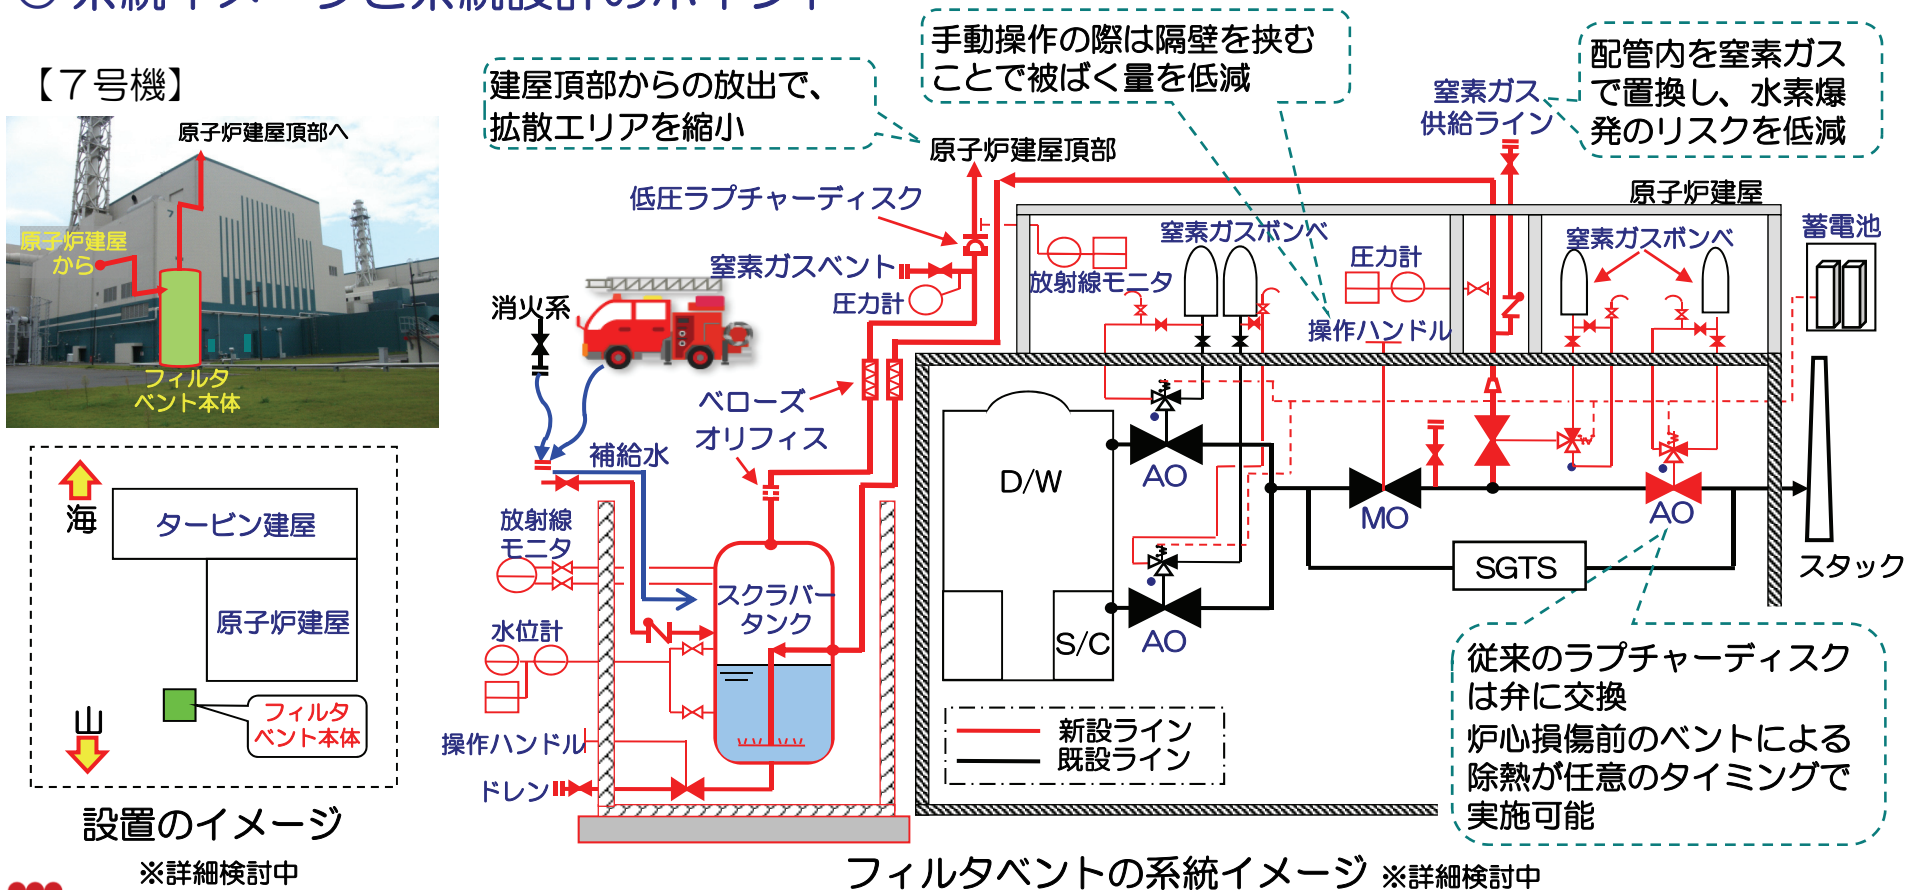 系統イメージと系統設計のポイント
【７号機】
原子炉建屋頂部へ
原子炉建屋
から
フィルタ
ベント本体
海
タービン建屋
原子炉建屋
山
フィルタ
ベント本体
設置のイメージ
※詳細検討中
建屋頂部からの放出で、
拡散エリアを縮小
手動操作の際は隔壁を挟む
ことで被ばく量を低減
窒素ガス
供給ライン
配管内を窒素ガス
で置換し、水素爆
発のリスクを低減
原子炉建屋頂部
低圧ラプチャーディスク
窒素ガスベント
圧力計
消火系
ベローズ
オリフィス
補給水
放射線
モニタ
水位計
操作ハンドル
ドレン
スクラバー
タンク
原子炉建屋
窒素ガスボンベ
放射線モニタ
圧力計
操作ハンドル
窒素ガスボンベ
蓄電池
D/W
S/C
AO
AO
MO
AO
SGTS
スタック
新設ライン
既設ライン
従来のラプチャーディスク
は弁に交換
炉心損傷前のベントによる
除熱が任意のタイミングで
実施可能
フィルタベントの系統イメージ ※詳細検討中